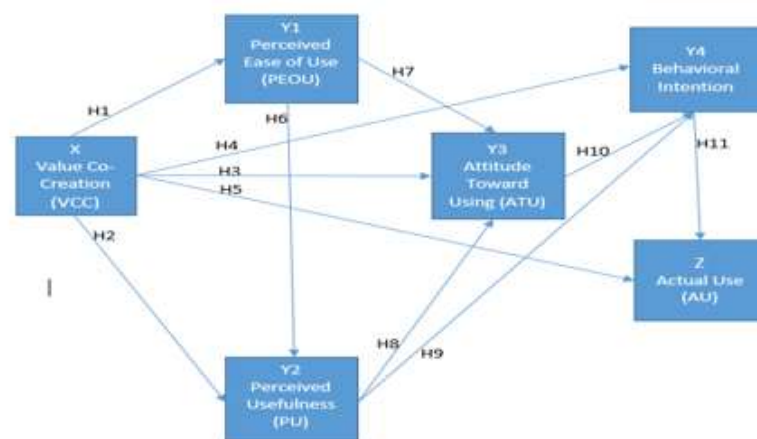 Y1
Perceived
Ease of Use
(PEOU)
Y4
Behavioral
Intention
H7
H1
H6
H4
X
Value Co-
Creation
(VCC)
Y3
Attitude
Toward
Using (ATU)
H10
H11
H3
H5
H2
Z
Actual Use
(AU)
H8
H9
Y2
Perceived
Usefulness
(PU)